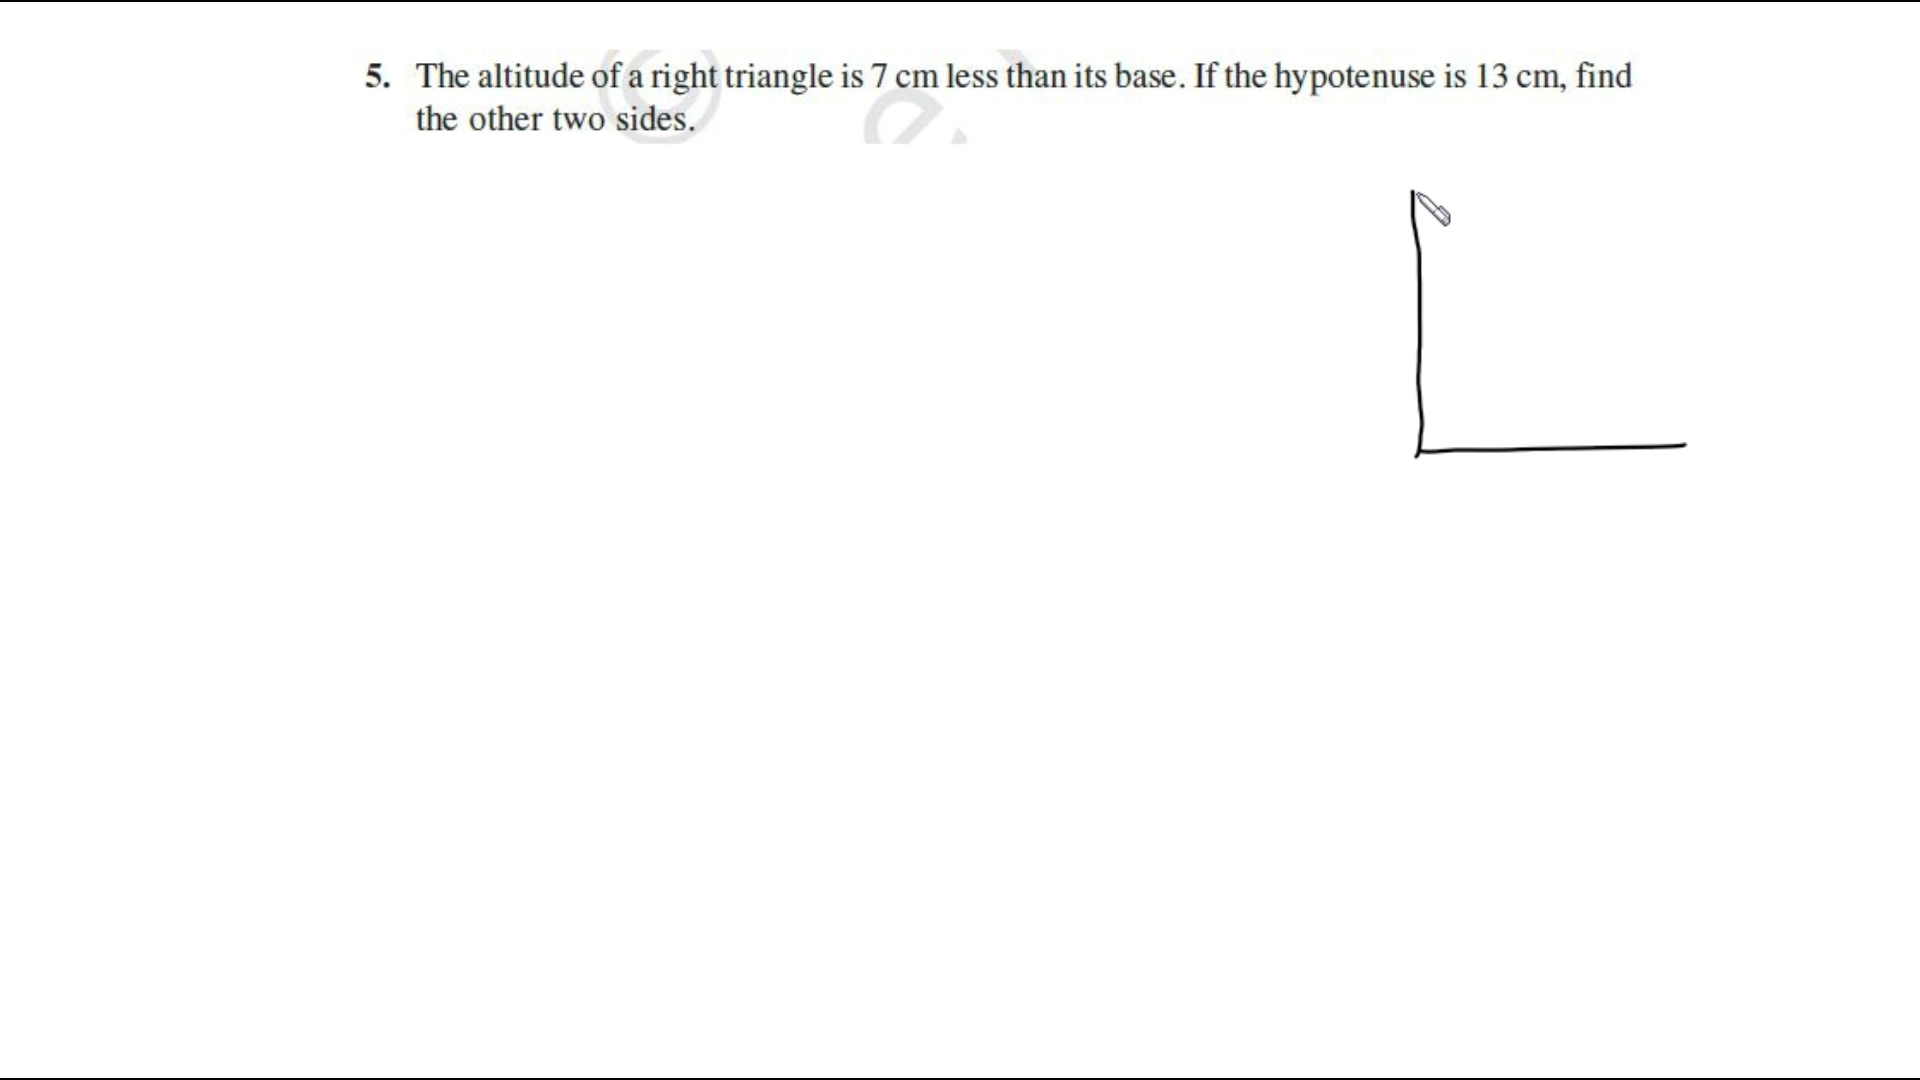 5. The altitude of a right triangle is 7 cm less than its base. If the hypotenuse is 13 cm, find
the other two sides.